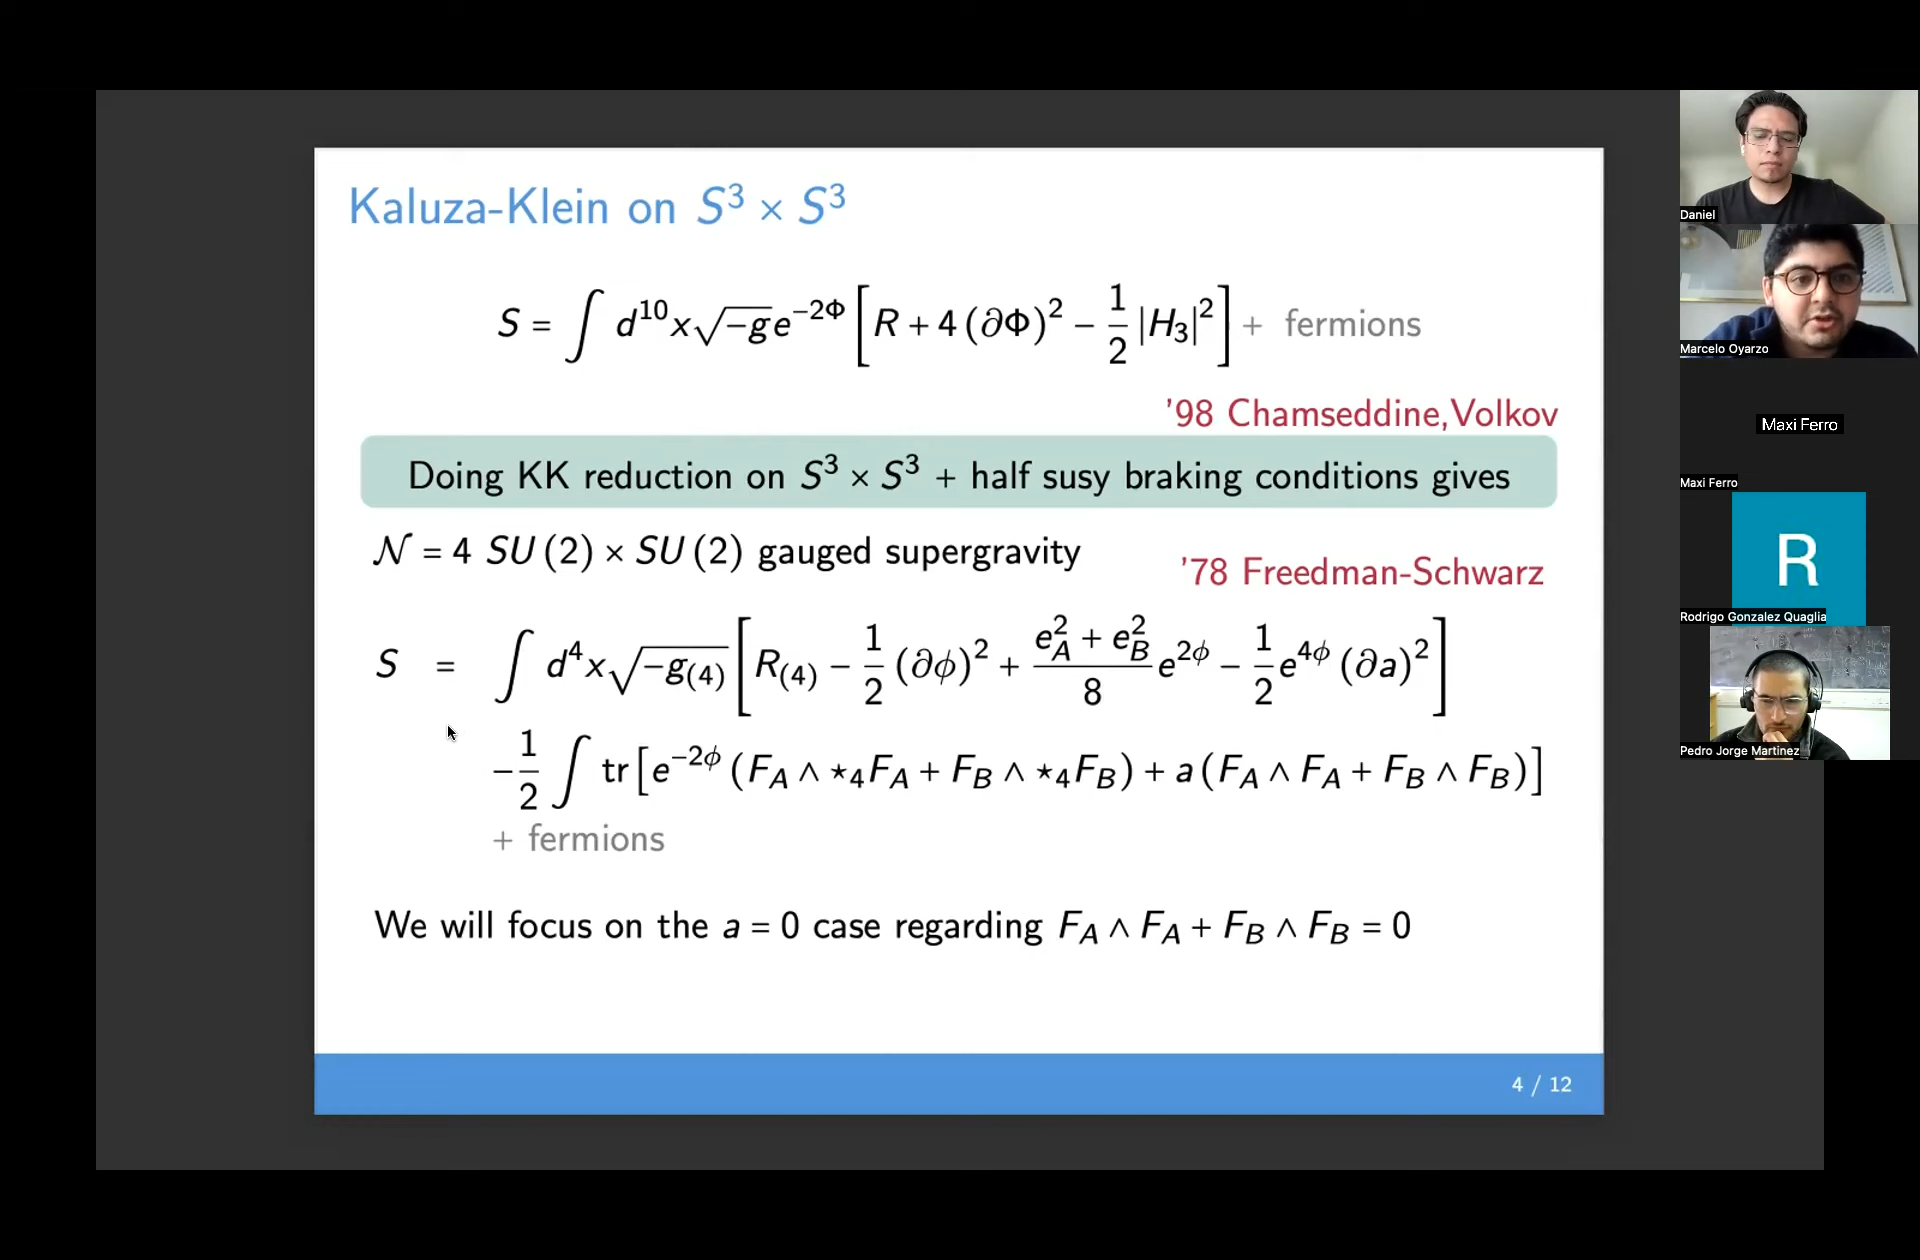 Kaluza-Klein on S³ × S³
S = ∫ d¹⁰x√−g e^{−2Φ} [R + 4 (∂Φ)² − 1/2 |H₃|²] + fermions
'98 Chamseddine,Volkov
Doing KK reduction on S³ × S³ + half susy braking conditions gives
𝒩 = 4 SU (2) × SU (2) gauged supergravity
'78 Freedman-Schwarz
S = ∫ d⁴x√−g₍₄₎ [R₍₄₎ − 1/2 (∂ϕ)² + (e_A² + e_B²)/8 e^{2ϕ} − 1/2 e^{4ϕ} (∂a)²]
−1/2 ∫ tr [e^{−2ϕ} (F_A ∧ ⋆₄F_A + F_B ∧ ⋆₄F_B) + a (F_A ∧ F_A + F_B ∧ F_B)]
+ fermions
We will focus on the a = 0 case regarding F_A ∧ F_A + F_B ∧ F_B = 0
4 / 12
Daniel
Marcelo Oyarzo
Maxi Ferro
Maxi Ferro
R
Rodrigo Gonzalez Quaglia
Pedro Jorge Martinez